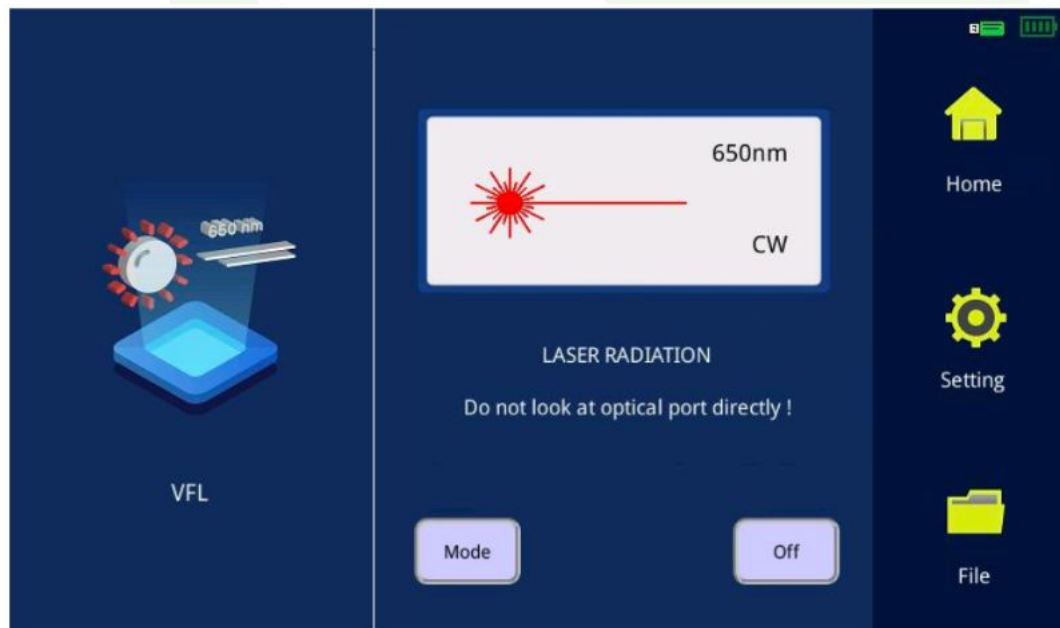 650 nm
VFL
650nm
CW
LASER RADIATION
Do not look at optical port directly !
Mode
Off
Home
Setting
File